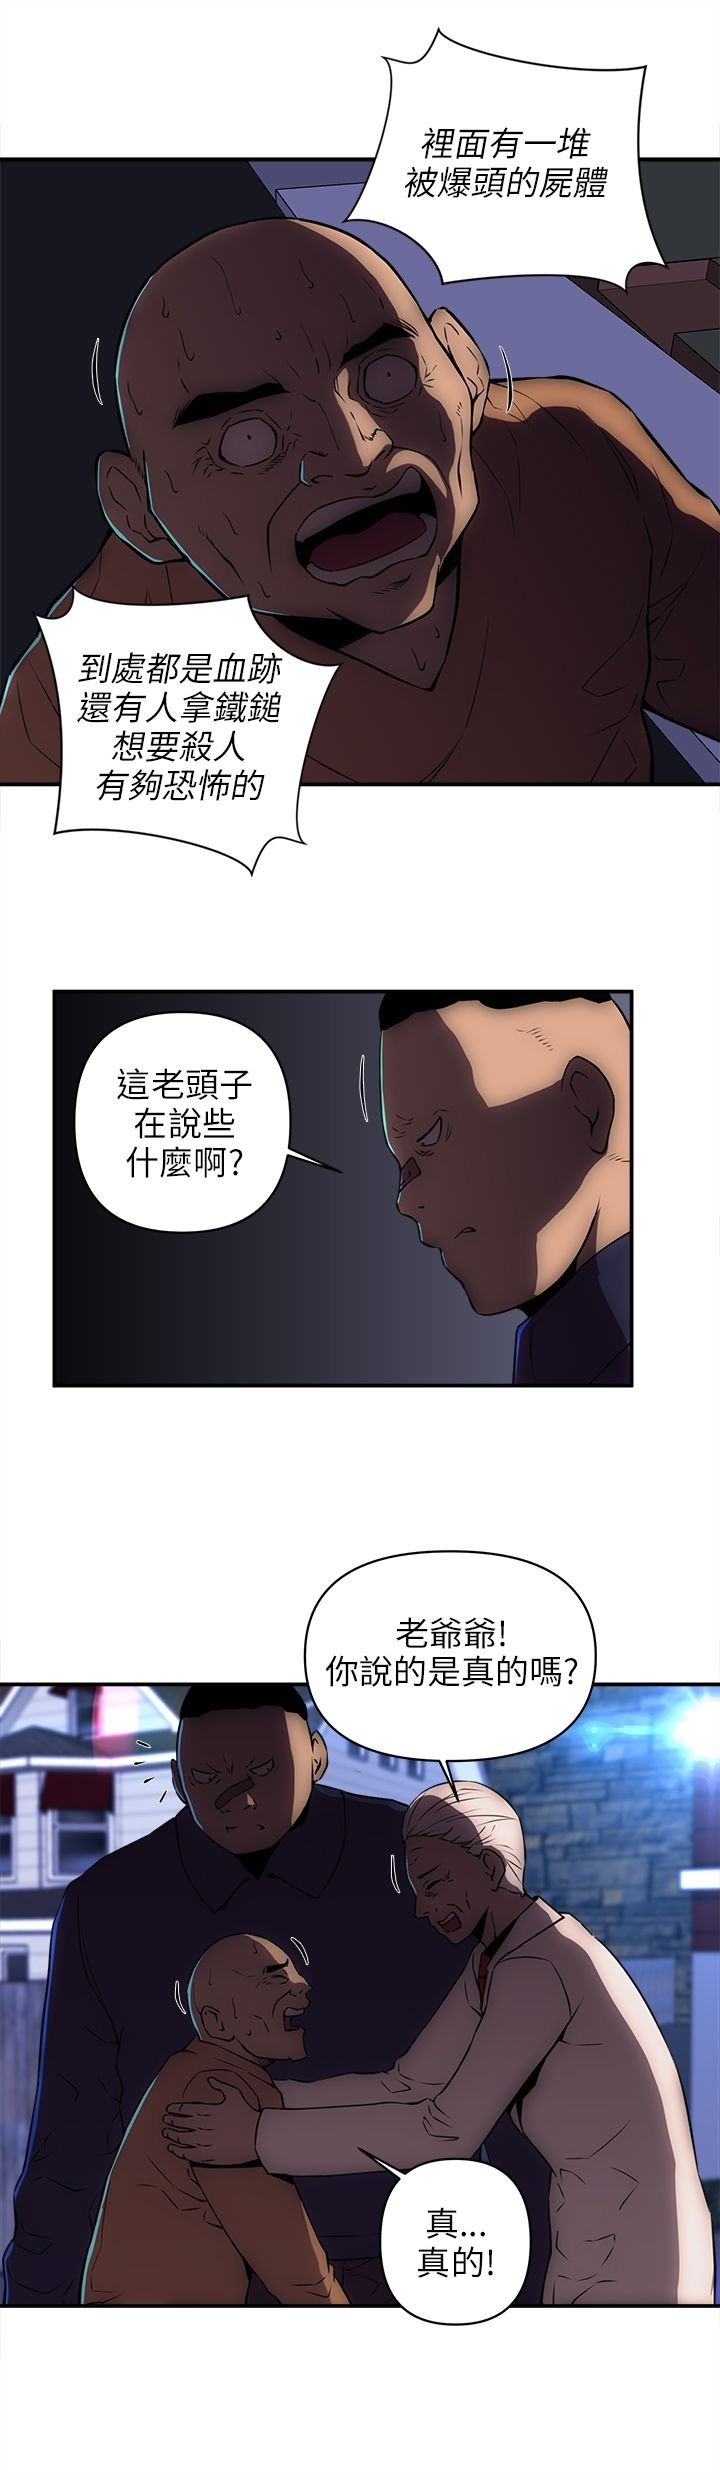 裡面有一堆
被爆頭的屍體
到處都是血跡
還有人拿鐵鎚
想要殺人
有夠恐怖的
這老頭子
在說些
什麼啊?
老爺爺!
你說的是真的嗎?
真...
真的!